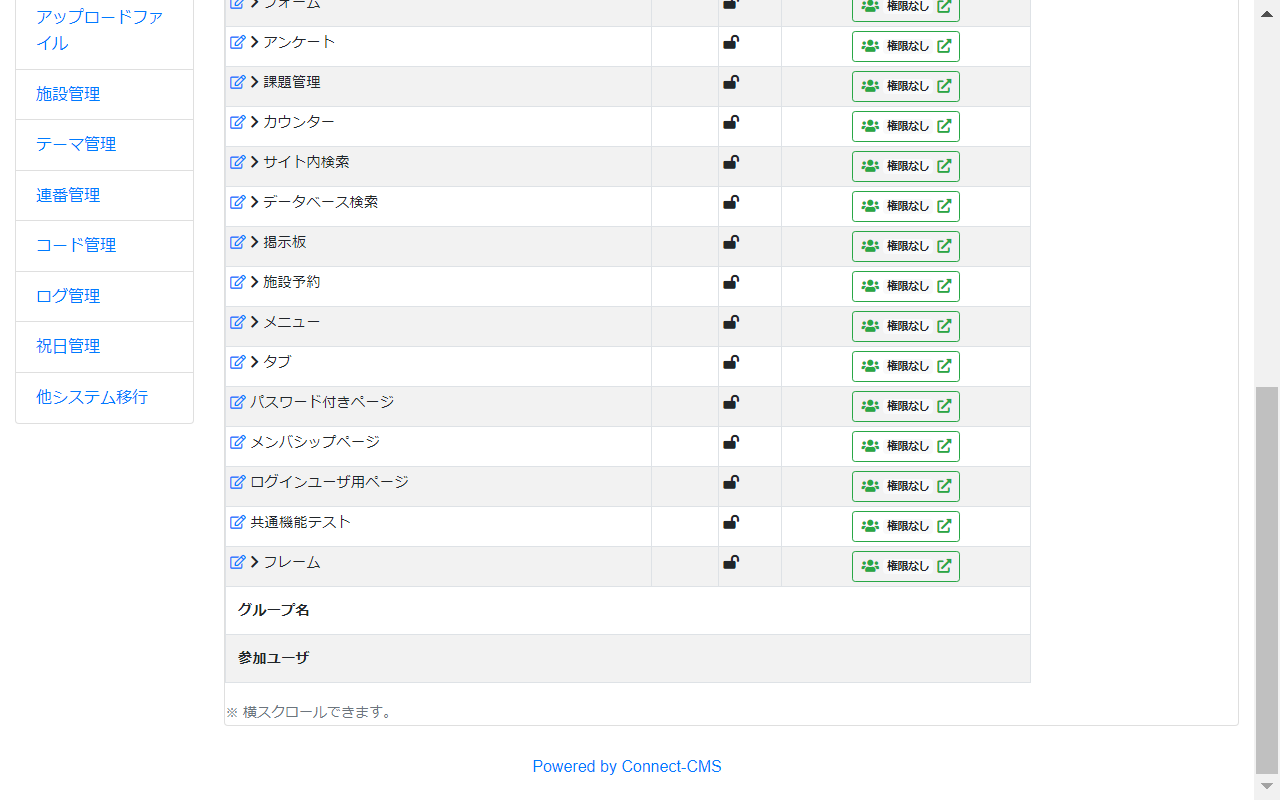 アップロードファ
イル
施設管理
テーマ管理
連番管理
コード管理
ログ管理
祝日管理
他システム移行
フォーム 権限なし
アンケート 権限なし
課題管理 権限なし
カウンター 権限なし
サイト内検索 権限なし
データベース検索 権限なし
掲示板 権限なし
施設予約 権限なし
メニュー 権限なし
タブ 権限なし
パスワード付きページ 権限なし
メンバシップページ 権限なし
ログインユーザ用ページ 権限なし
共通機能テスト 権限なし
フレーム 権限なし
グループ名
参加ユーザ
※ 横スクロールできます。
Powered by Connect-CMS